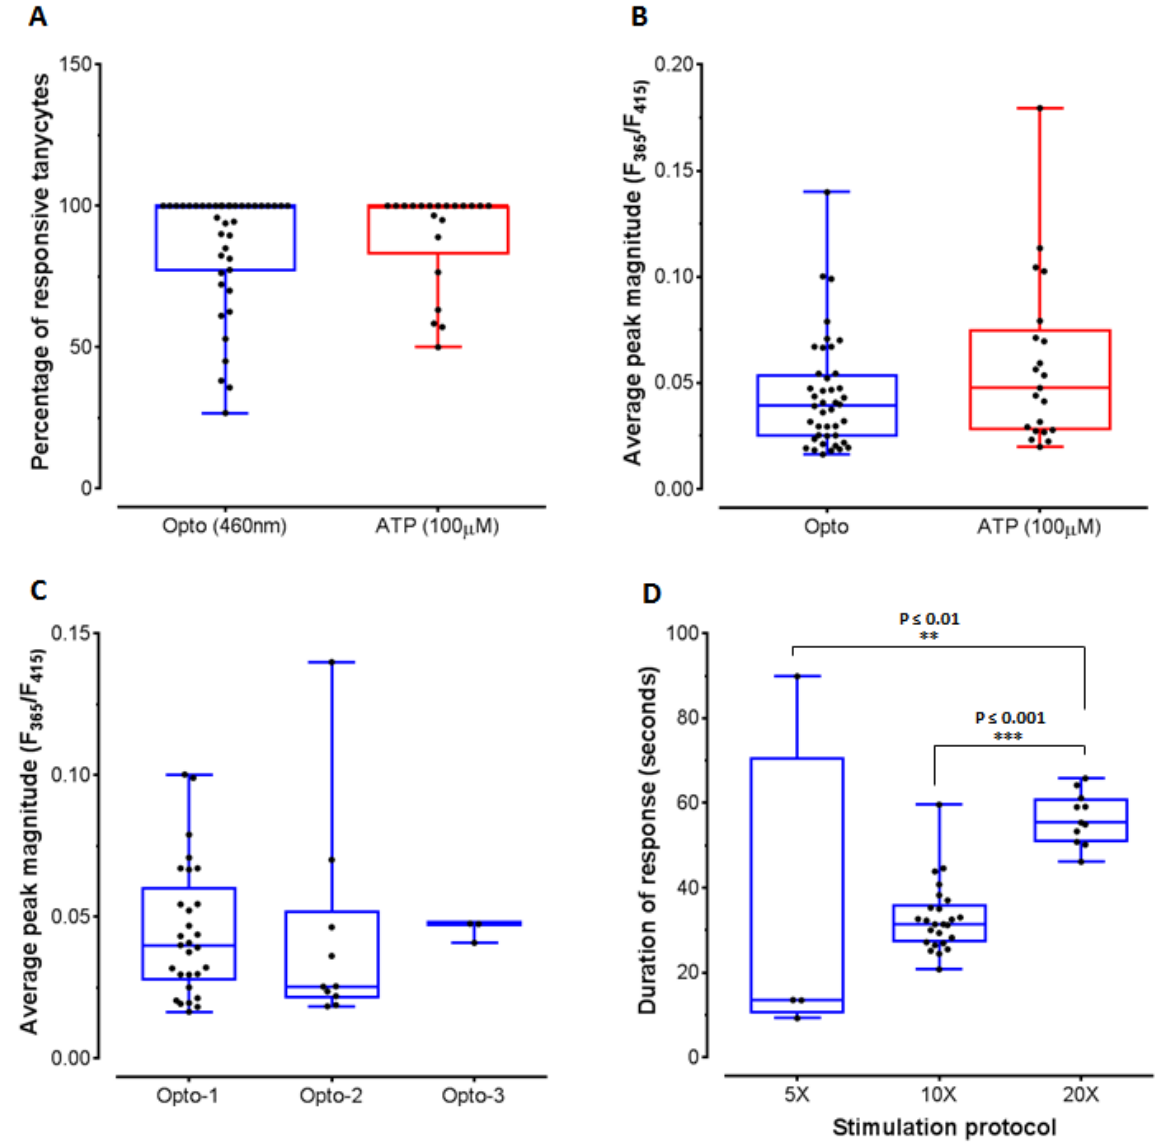 A
Percentage of responsive tanycytes
150
100
50
0
Opto (460nm) ATP (100µM)
B
Average peak magnitude (F365/F415)
0.20
0.15
0.10
0.05
0.00
Opto ATP (100µM)
C
Average peak magnitude (F365/F415)
0.15
0.10
0.05
0.00
Opto-1 Opto-2 Opto-3
D
Duration of response (seconds)
100
80
60
40
20
0
P ≤ 0.01
**
P ≤ 0.001
***
5X 10X 20X
Stimulation protocol